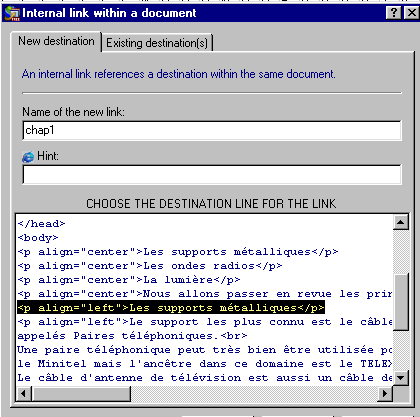 Internal link within a document
New destination Existing destination(s)
An internal link references a destination within the same document.
Name of the new link:
chap1
Hint:
CHOOSE THE DESTINATION LINE FOR THE LINK
</head>
<body>
<p align="center">Les supports métalliques</p>
<p align="center">Les ondes radios</p>
<p align="center">La lumière</p>
<p align="center">Nous allons passer en revue les prin
<p align="left">Les supports métalliques</p>
<p align="left">Le support les plus connu est le câble
appelés Paires téléphoniques.<br>
Une paire téléphonique peut très bien être utilisée po
le Minitel mais l'ancêtre dans ce domaine est le TELEX
Le câble d'antenne de télévision est aussi un câble de